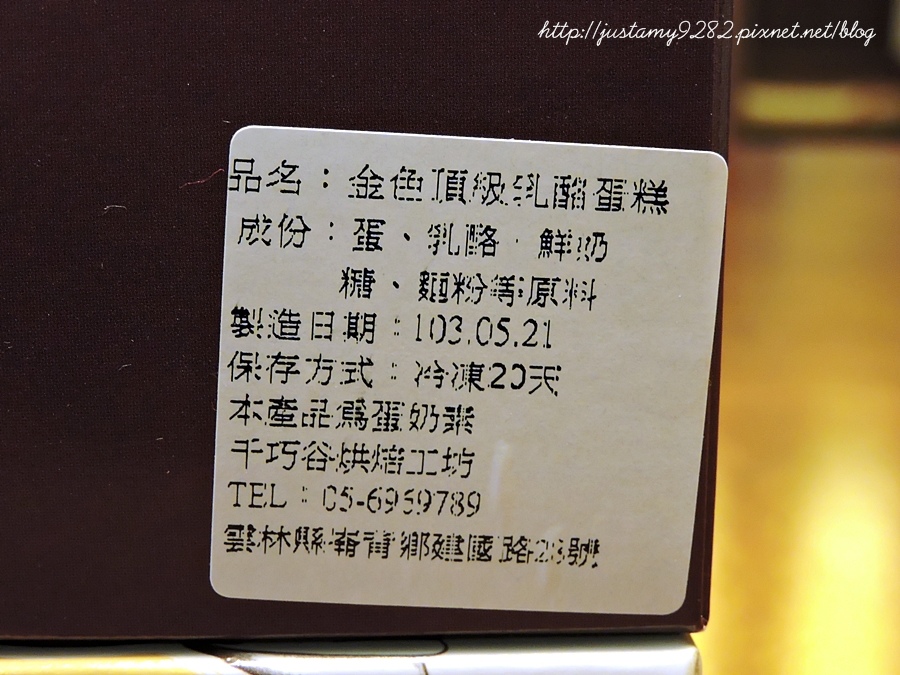 http://justamy9282.pixnet.net/blog
品名：金色頂級乳酪蛋糕
成份：蛋、乳酪、鮮奶
糖、麵粉等原料
製造日期：103.05.21
保存方式：冷凍20天
本產品為蛋奶素
千巧谷烘焙工坊
TEL：05-6969789
雲林縣崙背鄉建國路23號